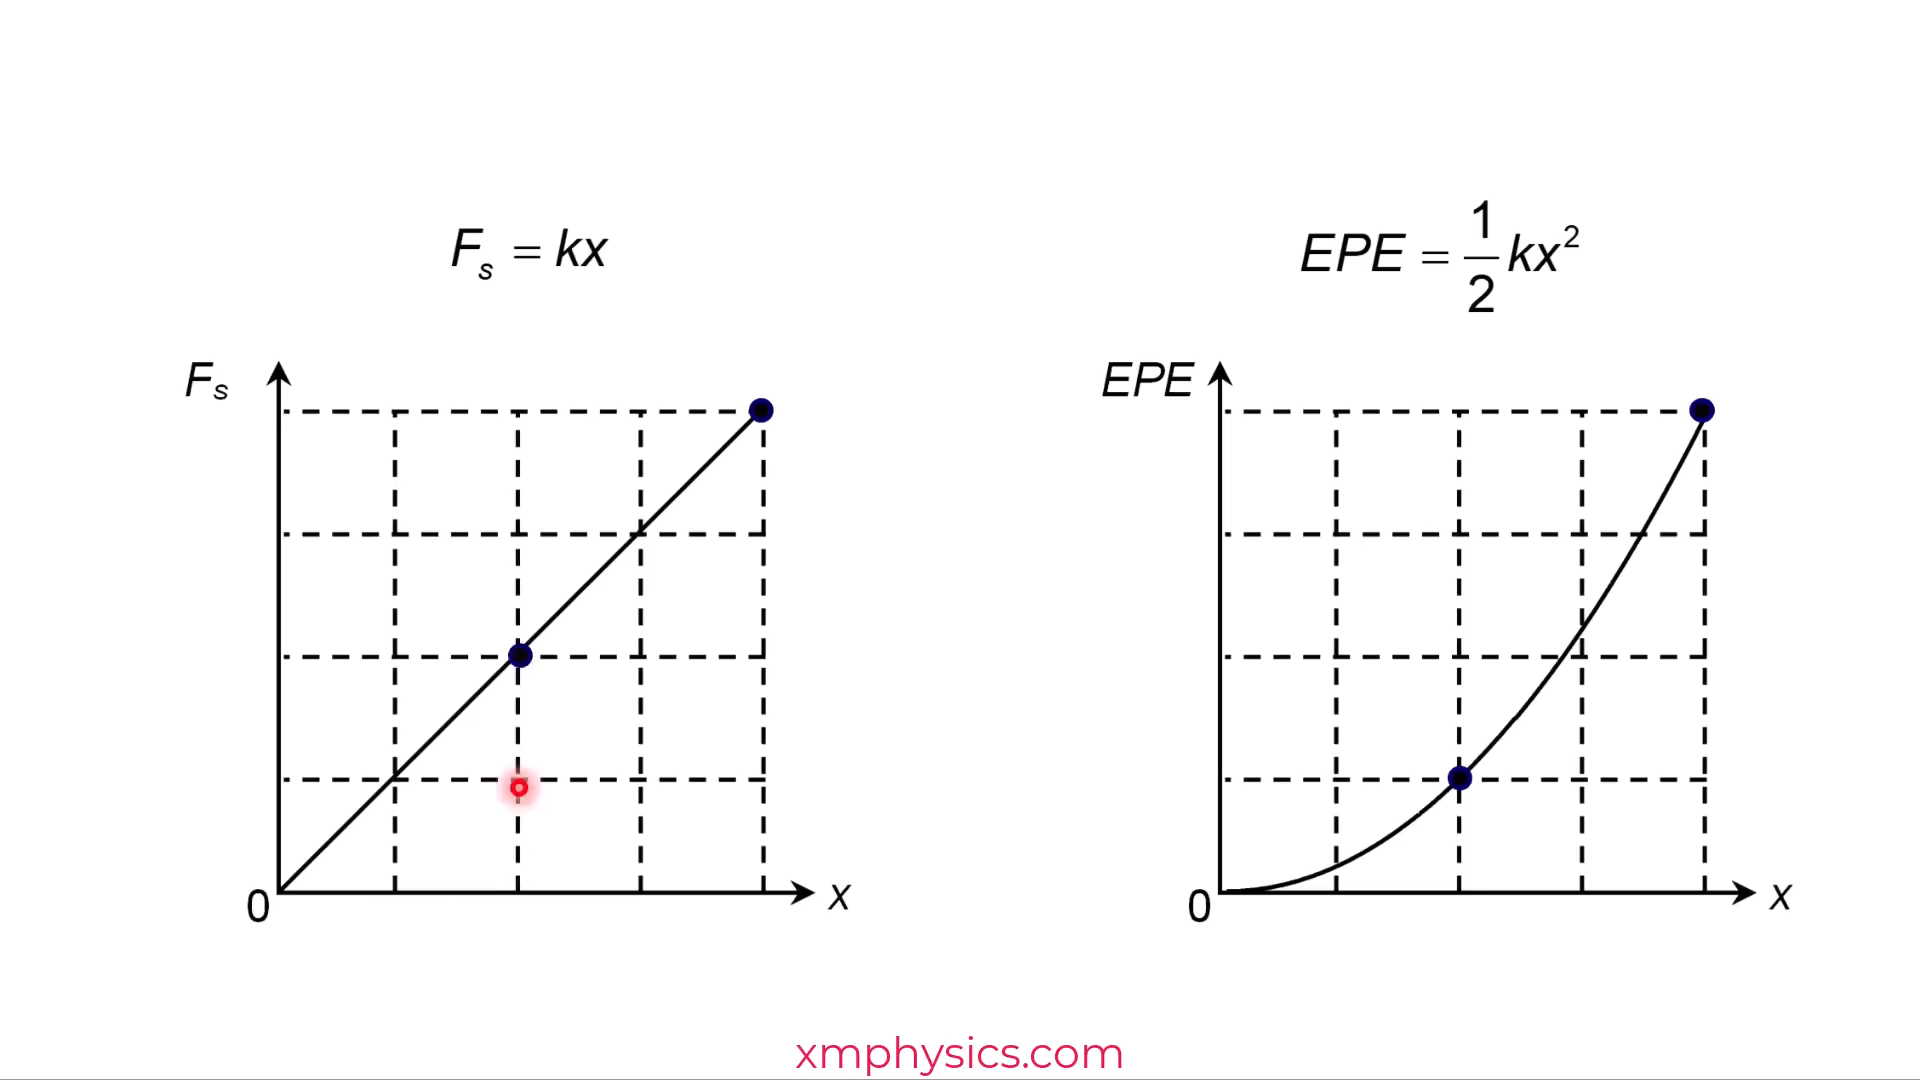 Fₛ = kx
EPE = 1/2 kx²
Fₛ
0
x
EPE
0
x
xmphysics.com